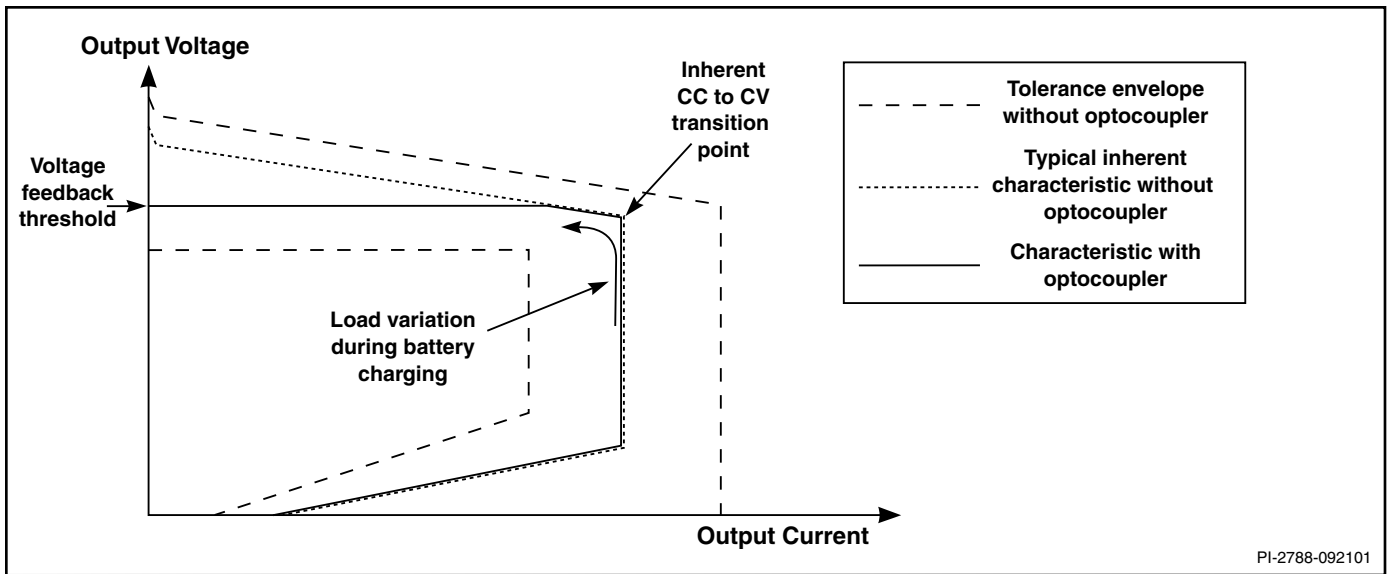 Output Voltage
Inherent
CC to CV
transition
point
Voltage
feedback
threshold
Load variation
during battery
charging
Output Current
Tolerance envelope
without optocoupler
Typical inherent
characteristic without
optocoupler
Characteristic with
optocoupler
PI-2788-092101